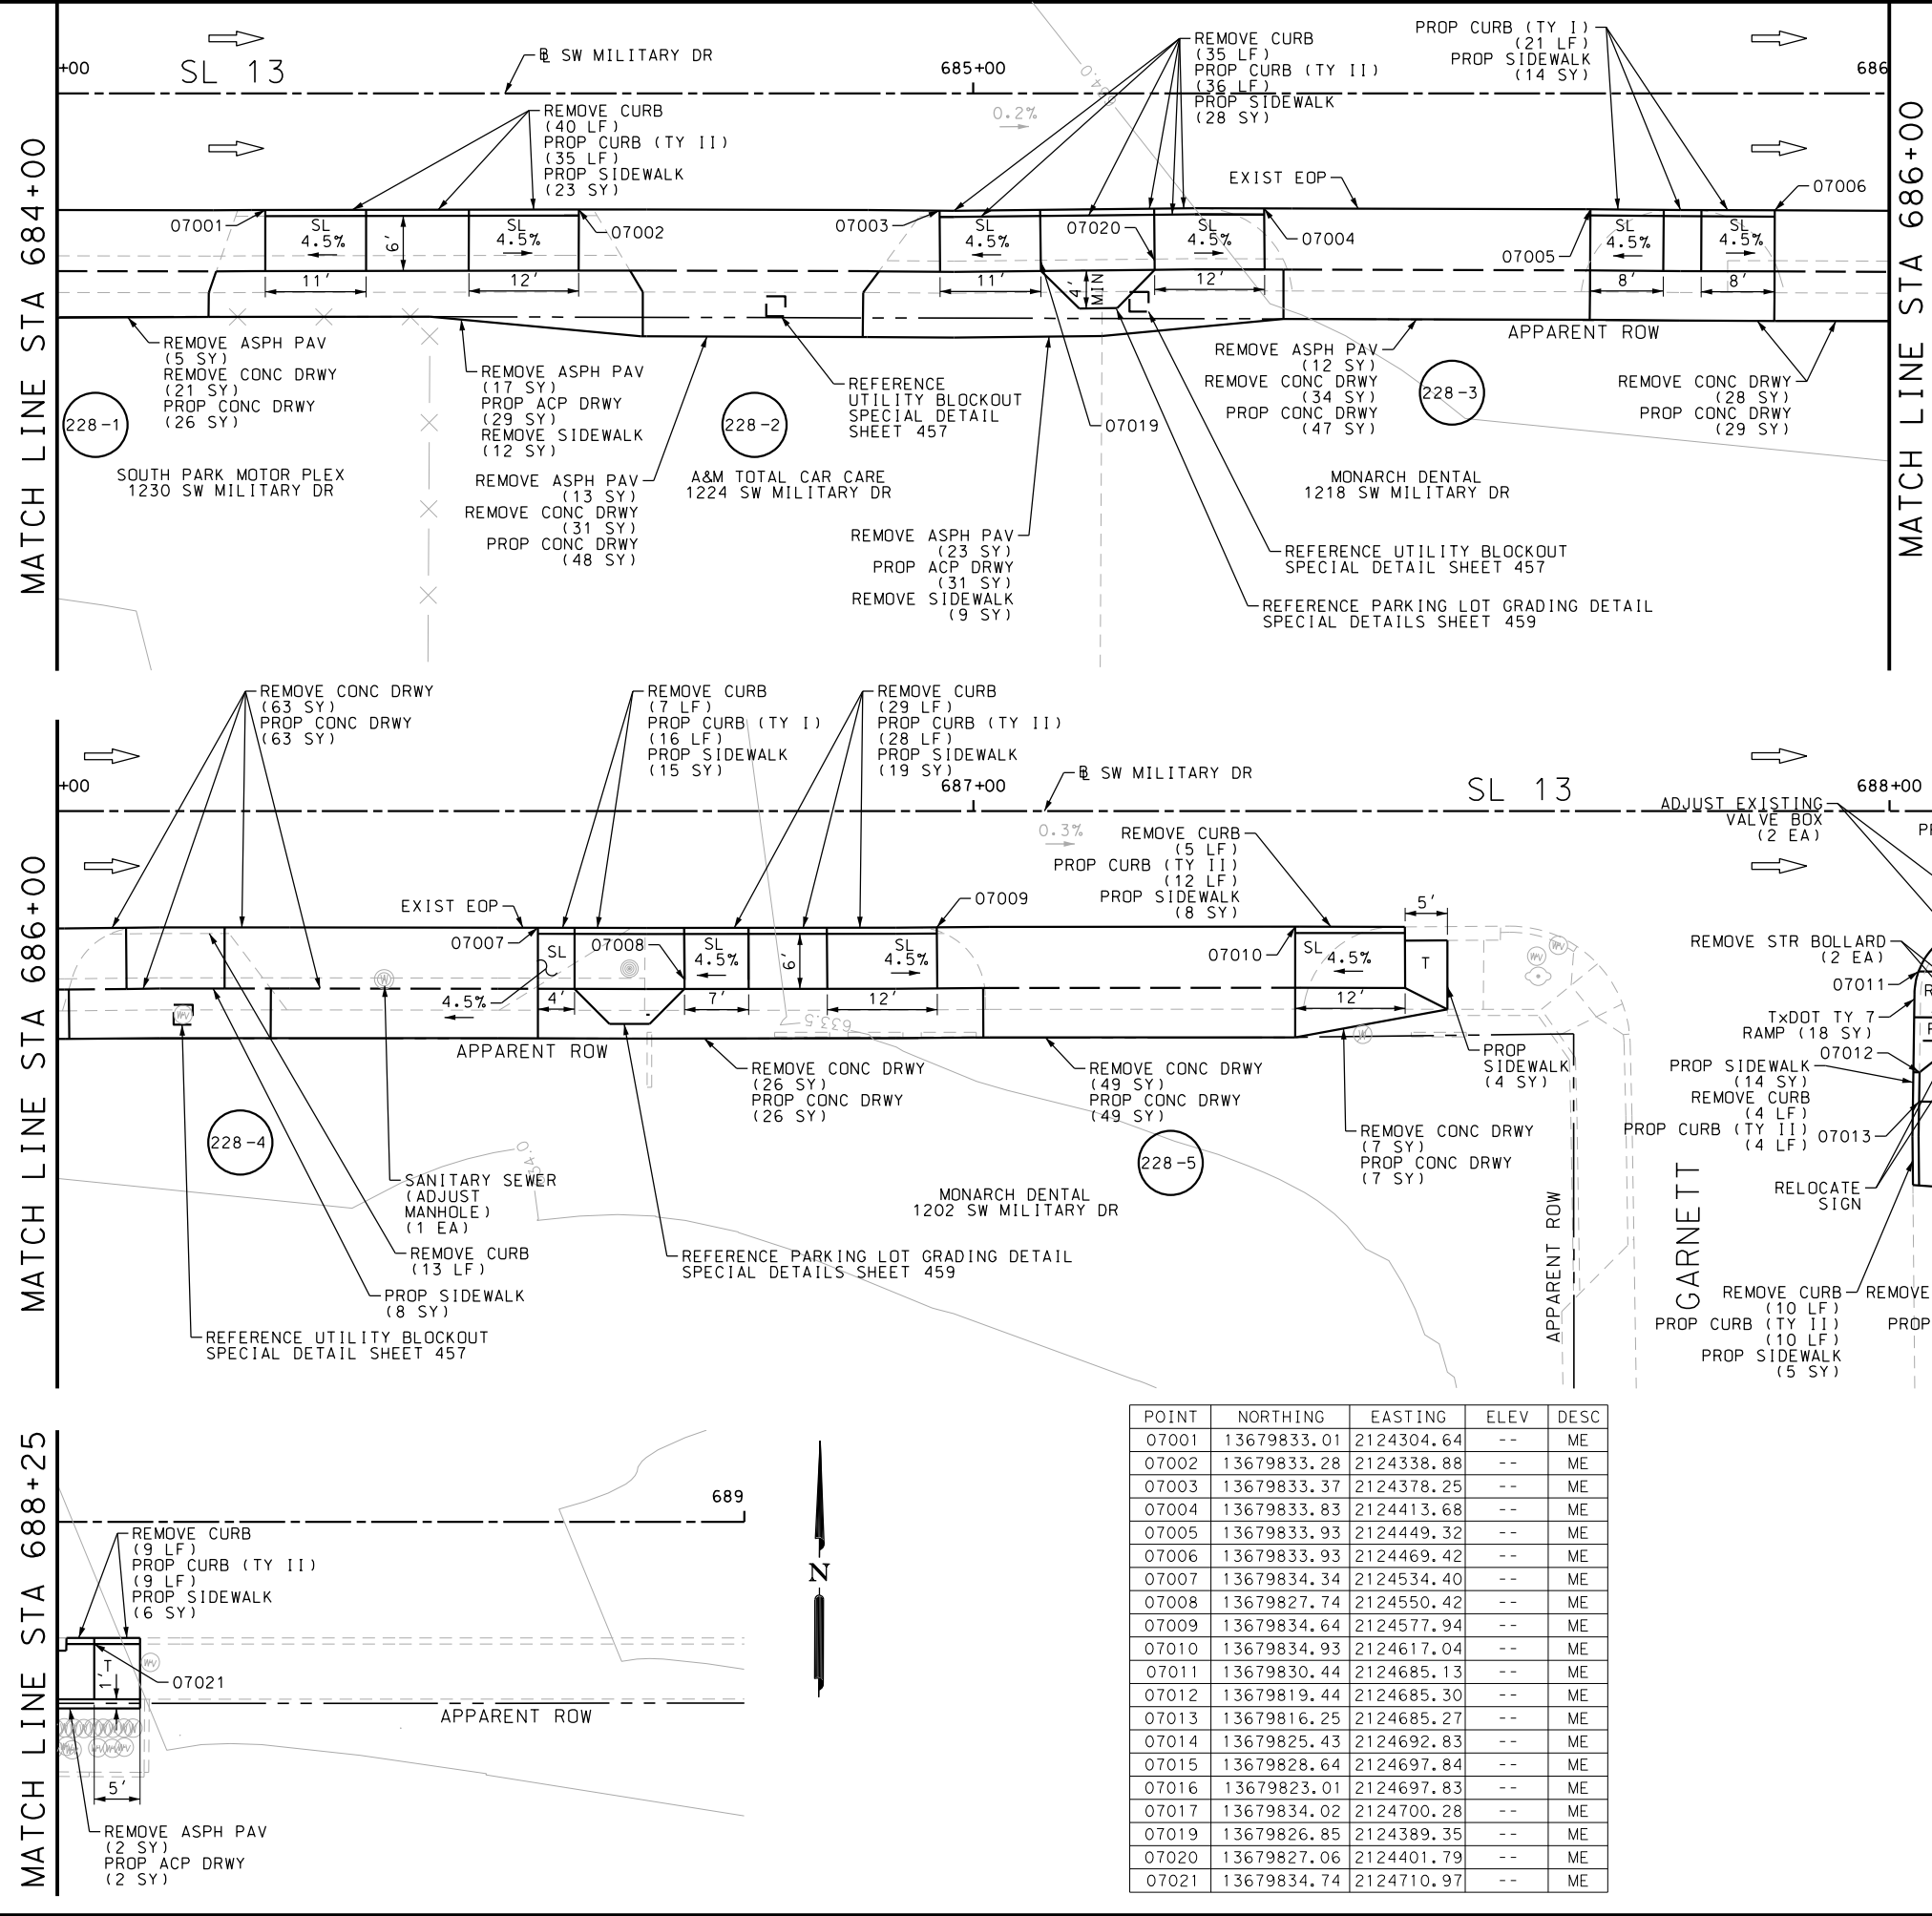 MATCH LINE STA 684+00
+00
SL 13
℄ SW MILITARY DR
685+00
0.2%
634.0
686
MATCH LINE STA 686+00
REMOVE CURB
(40 LF)
PROP CURB (TY II)
(35 LF)
PROP SIDEWALK
(23 SY)
REMOVE CURB
(35 LF)
PROP CURB (TY II)
(36 LF)
PROP SIDEWALK
(28 SY)
PROP CURB (TY I)
(21 LF)
PROP SIDEWALK
(14 SY)
EXIST EOP
07001
SL
4.5%
6'
SL
4.5%
07002
07003
SL
4.5%
07020
SL
4.5%
07004
07005
SL
4.5%
SL
4.5%
07006
11'
12'
11'
4'
MIN
12'
8'
8'
APPARENT ROW
REMOVE ASPH PAV
(5 SY)
REMOVE CONC DRWY
(21 SY)
PROP CONC DRWY
(26 SY)
228-1
SOUTH PARK MOTOR PLEX
1230 SW MILITARY DR
REMOVE ASPH PAV
(17 SY)
PROP ACP DRWY
(29 SY)
REMOVE SIDEWALK
(12 SY)
REMOVE ASPH PAV
(13 SY)
REMOVE CONC DRWY
(31 SY)
PROP CONC DRWY
(48 SY)
228-2
A&M TOTAL CAR CARE
1224 SW MILITARY DR
REFERENCE
UTILITY BLOCKOUT
SPECIAL DETAIL
SHEET 457
REMOVE ASPH PAV
(23 SY)
PROP ACP DRWY
(31 SY)
REMOVE SIDEWALK
(9 SY)
07019
REMOVE ASPH PAV
(12 SY)
REMOVE CONC DRWY
(34 SY)
PROP CONC DRWY
(47 SY)
228-3
MONARCH DENTAL
1218 SW MILITARY DR
REMOVE CONC DRWY
(28 SY)
PROP CONC DRWY
(29 SY)
REFERENCE UTILITY BLOCKOUT
SPECIAL DETAIL SHEET 457
REFERENCE PARKING LOT GRADING DETAIL
SPECIAL DETAILS SHEET 459
MATCH LINE STA 686+00
REMOVE CONC DRWY
(63 SY)
PROP CONC DRWY
(63 SY)
REMOVE CURB
(7 LF)
PROP CURB (TY I)
(16 LF)
PROP SIDEWALK
(15 SY)
REMOVE CURB
(29 LF)
PROP CURB (TY II)
(28 LF)
PROP SIDEWALK
(19 SY)
+00
687+00
℄ SW MILITARY DR
SL 13
688+00
0.3%
REMOVE CURB
(5 LF)
PROP CURB (TY II)
(12 LF)
PROP SIDEWALK
(8 SY)
ADJUST EXISTING
VALVE BOX
(2 EA)
EXIST EOP
07007
SL
4.5%
07008
SL
4.5%
6'
SL
4.5%
07009
07010
SL
4.5%
5'
T
4'
7'
12'
12'
633.5
APPARENT ROW
REMOVE CONC DRWY
(26 SY)
PROP CONC DRWY
(26 SY)
REMOVE CONC DRWY
(49 SY)
PROP CONC DRWY
(49 SY)
PROP
SIDEWALK
(4 SY)
REMOVE CONC DRWY
(7 SY)
PROP CONC DRWY
(7 SY)
228-4
634.0
SANITARY SEWER
(ADJUST
MANHOLE)
(1 EA)
REMOVE CURB
(13 LF)
PROP SIDEWALK
(8 SY)
REFERENCE UTILITY BLOCKOUT
SPECIAL DETAIL SHEET 457
REFERENCE PARKING LOT GRADING DETAIL
SPECIAL DETAILS SHEET 459
MONARCH DENTAL
1202 SW MILITARY DR
228-5
APPARENT ROW
GARNETT
REMOVE STR BOLLARD
(2 EA)
07011
TxDOT TY 7
RAMP (18 SY)
07012
PROP SIDEWALK
(14 SY)
REMOVE CURB
(4 LF)
PROP CURB (TY II)
(4 LF)
07013
RELOCATE
SIGN
REMOVE CURB
(10 LF)
PROP CURB (TY II)
(10 LF)
PROP SIDEWALK
(5 SY)
REMOVE
PROP
MATCH LINE STA 688+25
689
REMOVE CURB
(9 LF)
PROP CURB (TY II)
(9 LF)
PROP SIDEWALK
(6 SY)
T
1'
07021
APPARENT ROW
5'
REMOVE ASPH PAV
(2 SY)
PROP ACP DRWY
(2 SY)
N
POINT NORTHING EASTING ELEV DESC
07001 13679833.01 2124304.64 -- ME
07002 13679833.28 2124338.88 -- ME
07003 13679833.37 2124378.25 -- ME
07004 13679833.83 2124413.68 -- ME
07005 13679833.93 2124449.32 -- ME
07006 13679833.93 2124469.42 -- ME
07007 13679834.34 2124534.40 -- ME
07008 13679827.74 2124550.42 -- ME
07009 13679834.64 2124577.94 -- ME
07010 13679834.93 2124617.04 -- ME
07011 13679830.44 2124685.13 -- ME
07012 13679819.44 2124685.30 -- ME
07013 13679816.25 2124685.27 -- ME
07014 13679825.43 2124692.83 -- ME
07015 13679828.64 2124697.84 -- ME
07016 13679823.01 2124697.83 -- ME
07017 13679834.02 2124700.28 -- ME
07019 13679826.85 2124389.35 -- ME
07020 13679827.06 2124401.79 -- ME
07021 13679834.74 2124710.97 -- ME